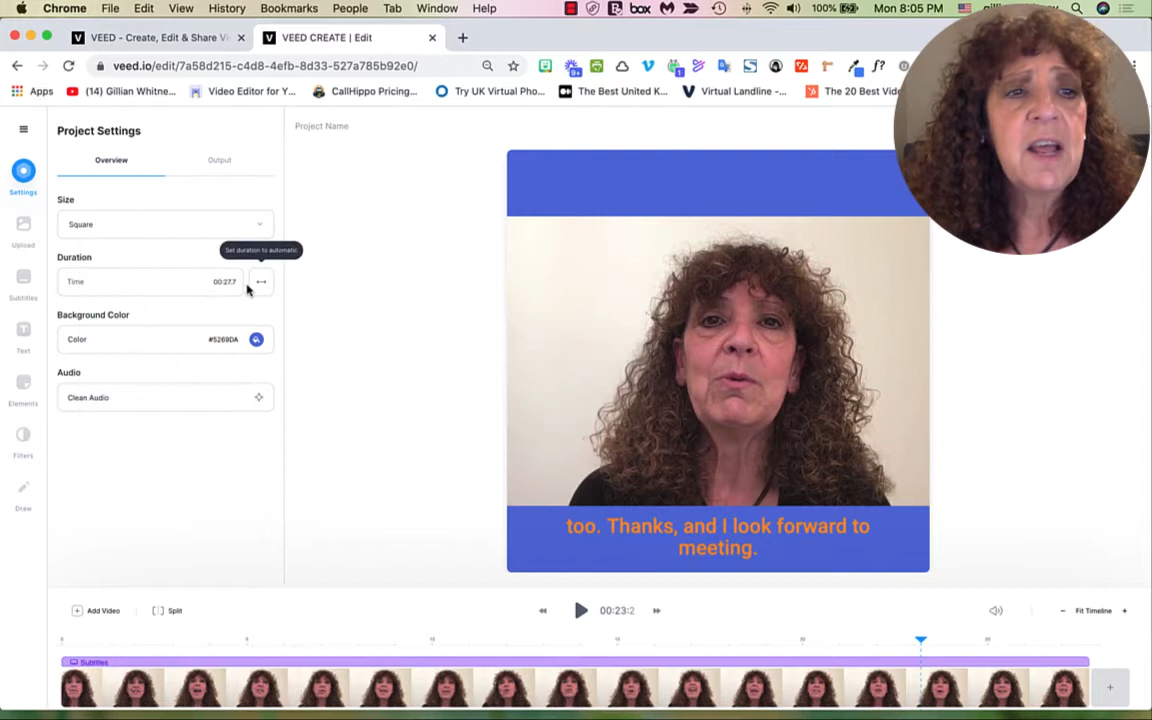 Chrome File Edit View History Bookmarks People Tab Window Help
box
100%
Mon 8:05 PM
VEED - Create, Edit & Share Vi
VEED CREATE | Edit
veed.io/edit/7a58d215-c4d8-4efb-8d33-527a785b92e0/
Apps
(14) Gillian Whitne...
Video Editor for Y...
CallHippo Pricing...
Try UK Virtual Pho...
The Best United K...
Virtual Landline -...
The 20 Best Vide
Project Settings
Project Name
Overview
Output
Settings
Size
Square
Upload
Set duration to automatic
Duration
Time
00:27.7
Subtitles
Background Color
Color
#5269DA
Text
Audio
Clean Audio
Elements
Filters
Draw
too. Thanks, and I look forward to
meeting.
Add Video
Split
00:23:2
Fit Timeline
Subtitles